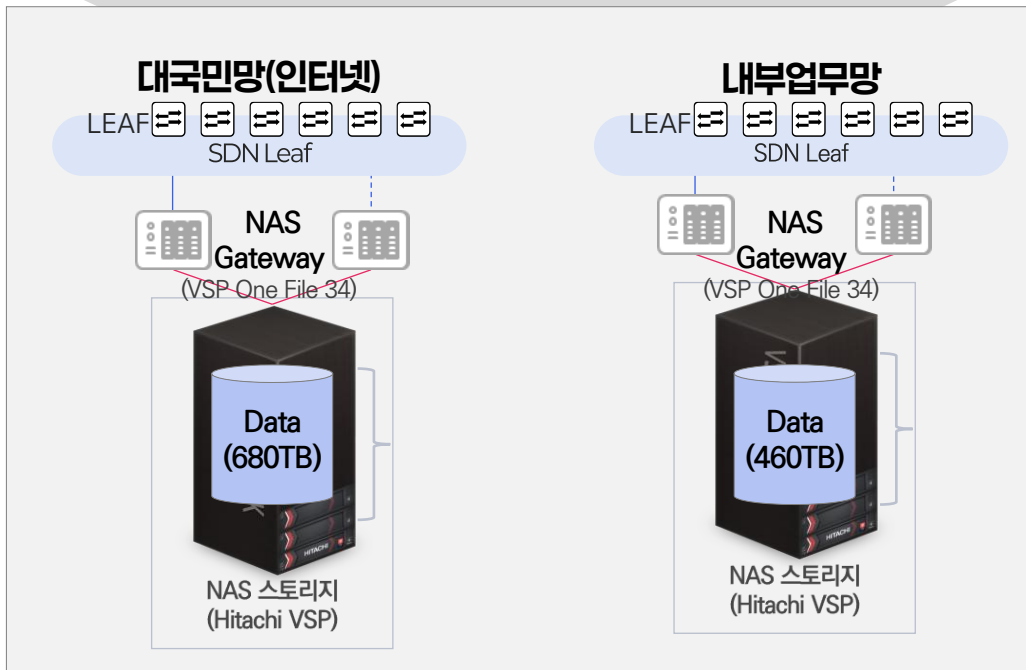 대국민망(인터넷)
LEAF
SDN Leaf
NAS
Gateway
(VSP One File 34)
Data
(680TB)
HITACHI
NAS 스토리지
(Hitachi VSP)
내부업무망
LEAF
SDN Leaf
NAS
Gateway
(VSP One File 34)
Data
(460TB)
HITACHI
NAS 스토리지
(Hitachi VSP)